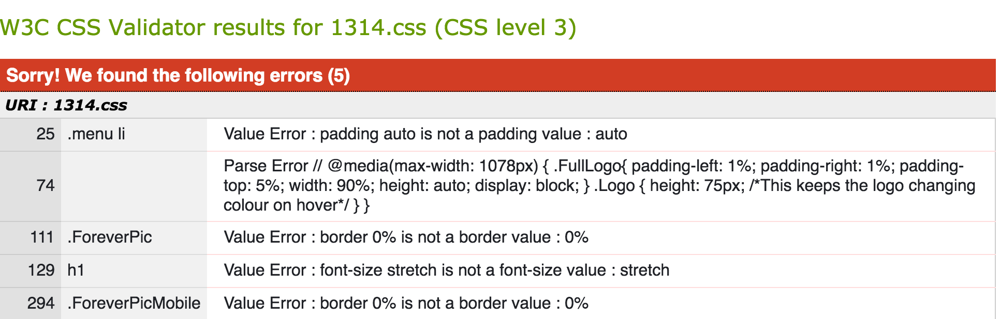 W3C CSS Validator results for 1314.css (CSS level 3)
Sorry! We found the following errors (5)
URI : 1314.css
25 .menu li Value Error : padding auto is not a padding value : auto
74 Parse Error // @media(max-width: 1078px) { .FullLogo{ padding-left: 1%; padding-right: 1%; padding-
top: 5%; width: 90%; height: auto; display: block; } .Logo { height: 75px; /*This keeps the logo changing
colour on hover*/ } }
111 .ForeverPic Value Error : border 0% is not a border value : 0%
129 h1 Value Error : font-size stretch is not a font-size value : stretch
294 .ForeverPicMobile Value Error : border 0% is not a border value : 0%